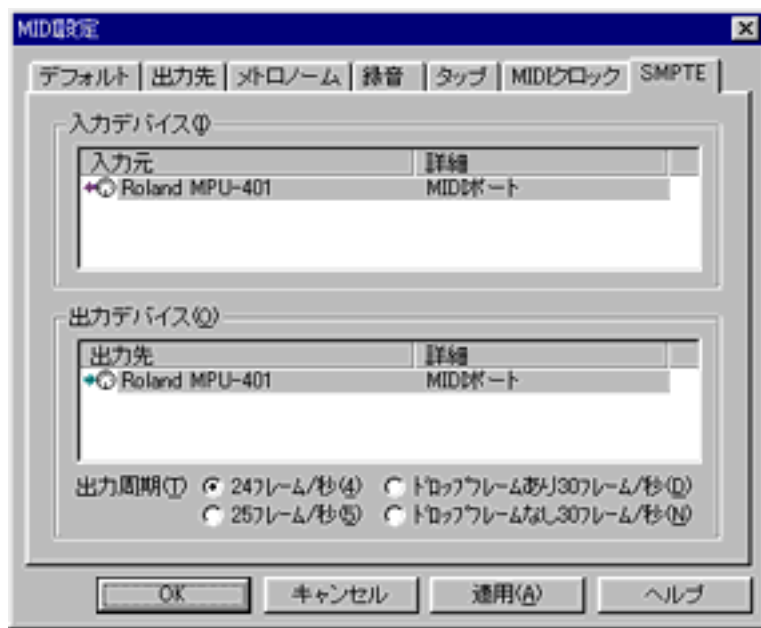 MIDI設定
デフォルト 出力先 メトロノーム 録音 タップ MIDIクロック SMPTE
入力デバイス(I)
入力元 詳細
Roland MPU-401 MIDIポート
出力デバイス(O)
出力先 詳細
Roland MPU-401 MIDIポート
出力周期(T) 24フレーム/秒(4) ドロップフレームあり30フレーム/秒(D)
25フレーム/秒(5) ドロップフレームなし30フレーム/秒(N)
OK キャンセル 適用(A) ヘルプ